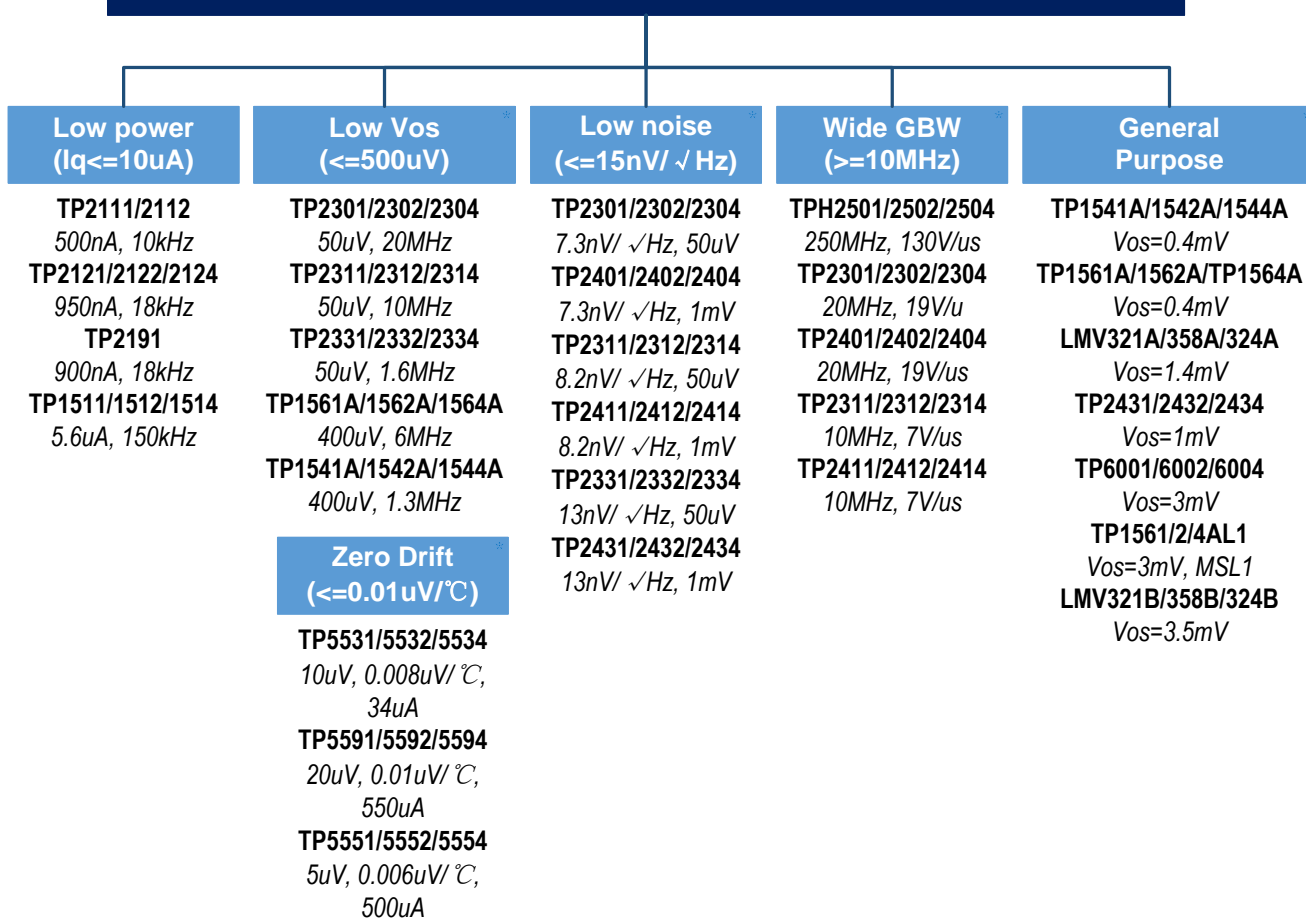 Low power
(Iq<=10uA)
TP2111/2112
500nA, 10kHz
TP2121/2122/2124
950nA, 18kHz
TP2191
900nA, 18kHz
TP1511/1512/1514
5.6uA, 150kHz
Low Vos
(<=500uV)
TP2301/2302/2304
50uV, 20MHz
TP2311/2312/2314
50uV, 10MHz
TP2331/2332/2334
50uV, 1.6MHz
TP1561A/1562A/1564A
400uV, 6MHz
TP1541A/1542A/1544A
400uV, 1.3MHz
Zero Drift
(<=0.01uV/℃)
TP5531/5532/5534
10uV, 0.008uV/℃,
34uA
TP5591/5592/5594
20uV, 0.01uV/℃,
550uA
TP5551/5552/5554
5uV, 0.006uV/℃,
500uA
Low noise
(<=15nV/ √ Hz)
TP2301/2302/2304
7.3nV/ √Hz, 50uV
TP2401/2402/2404
7.3nV/ √Hz, 1mV
TP2311/2312/2314
8.2nV/ √Hz, 50uV
TP2411/2412/2414
8.2nV/ √Hz, 1mV
TP2331/2332/2334
13nV/ √Hz, 50uV
TP2431/2432/2434
13nV/ √Hz, 1mV
Wide GBW
(>=10MHz)
TPH2501/2502/2504
250MHz, 130V/us
TP2301/2302/2304
20MHz, 19V/u
TP2401/2402/2404
20MHz, 19V/us
TP2311/2312/2314
10MHz, 7V/us
TP2411/2412/2414
10MHz, 7V/us
General
Purpose
TP1541A/1542A/1544A
Vos=0.4mV
TP1561A/1562A/TP1564A
Vos=0.4mV
LMV321A/358A/324A
Vos=1.4mV
TP2431/2432/2434
Vos=1mV
TP6001/6002/6004
Vos=3mV
TP1561/2/4AL1
Vos=3mV, MSL1
LMV321B/358B/324B
Vos=3.5mV